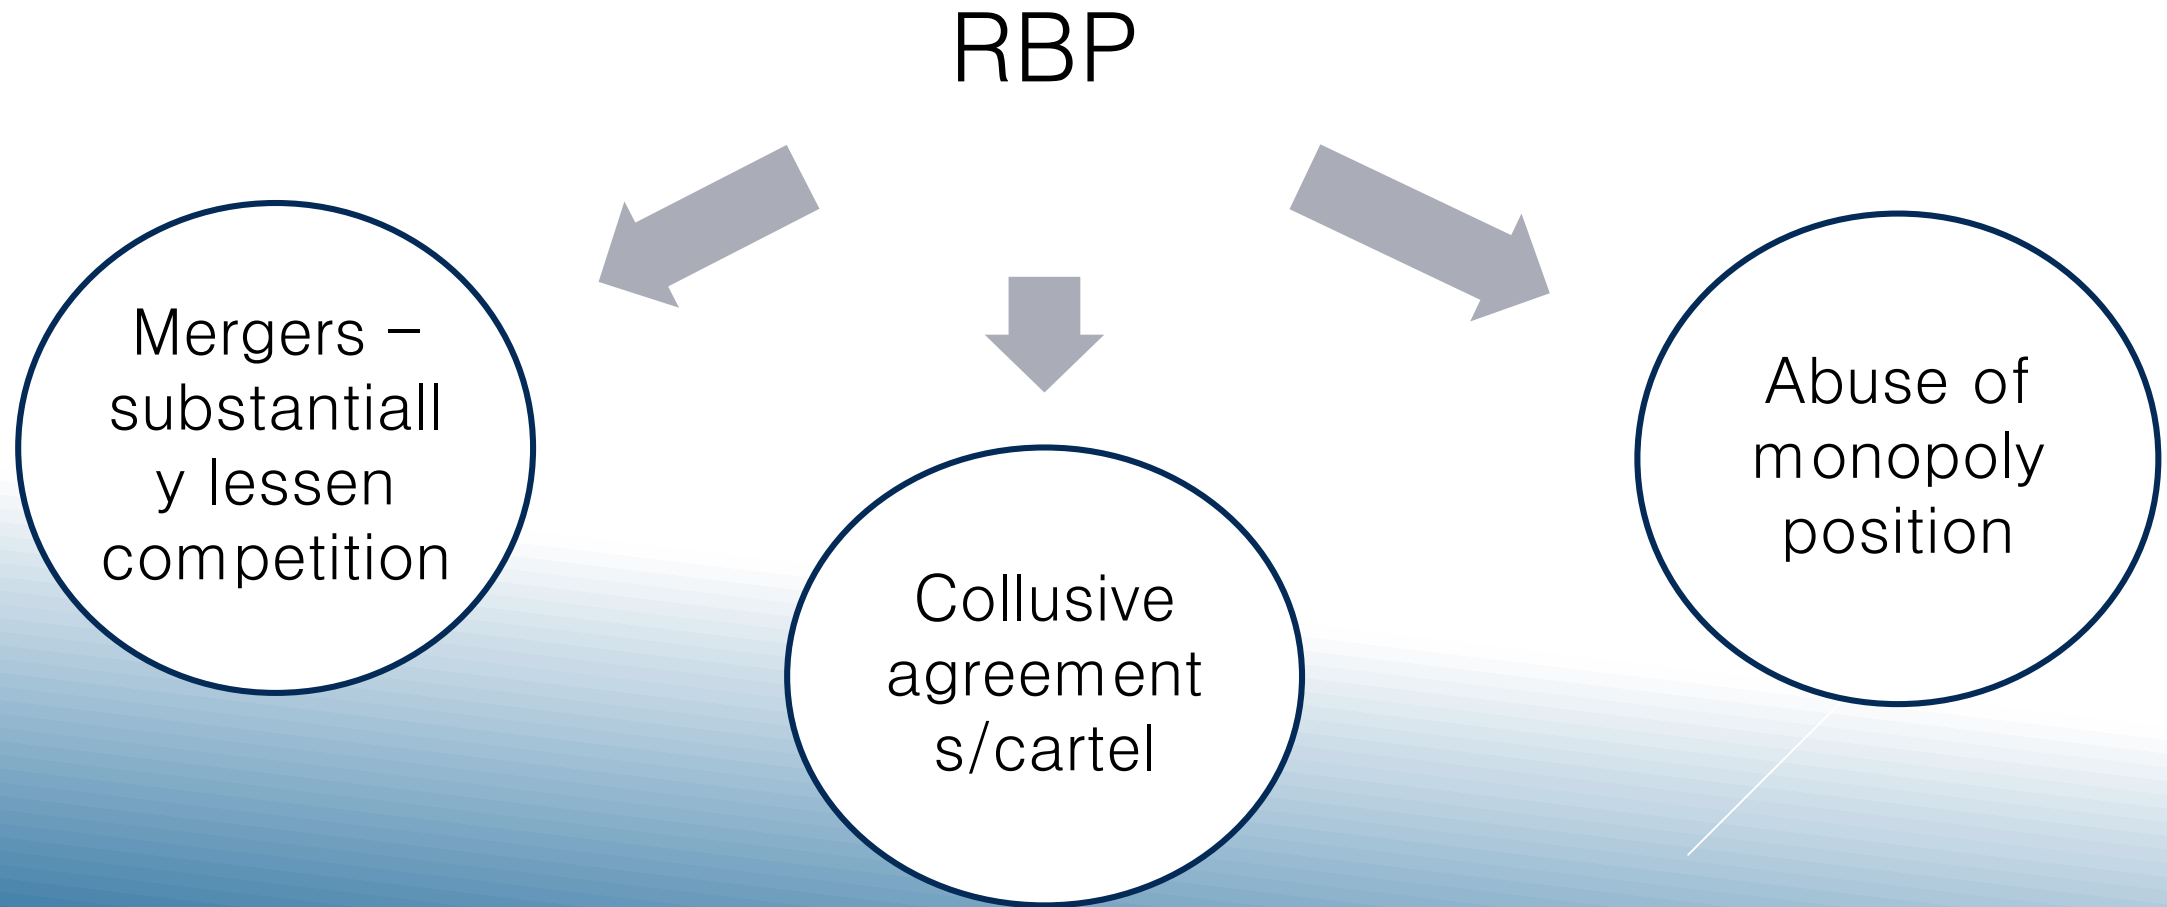 RBP
Mergers –
substantiall
y lessen
competition
Collusive
agreement
s/cartel
Abuse of
monopoly
position